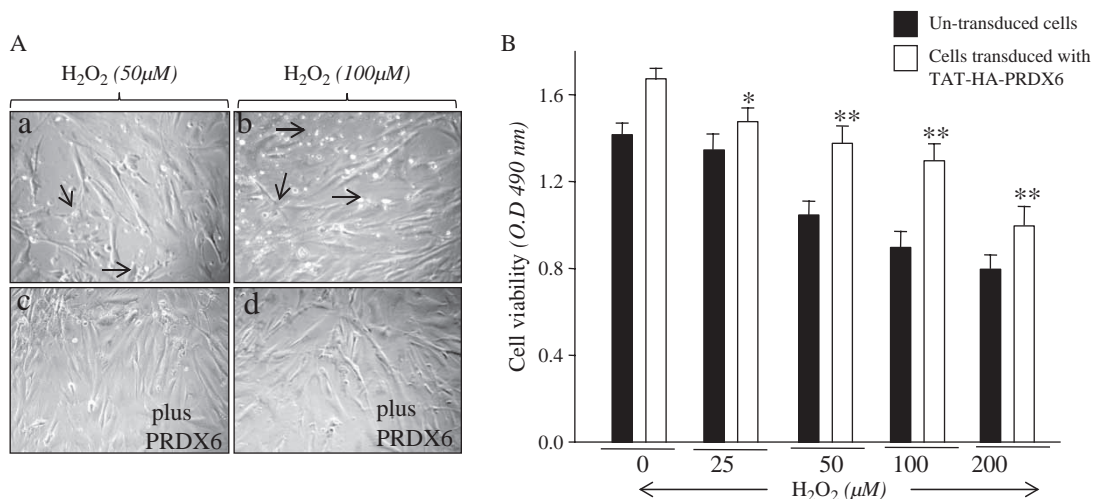 A
H₂O₂ (50μM)
H₂O₂ (100μM)
a
b
c
d
plus
PRDX6
plus
PRDX6
B
Un-transduced cells
Cells transduced with
TAT-HA-PRDX6
Cell viability (O.D 490 nm)
1.6
1.2
0.8
0.4
0.0
*
**
**
**
0
25
50
100
200
H₂O₂ (μM)